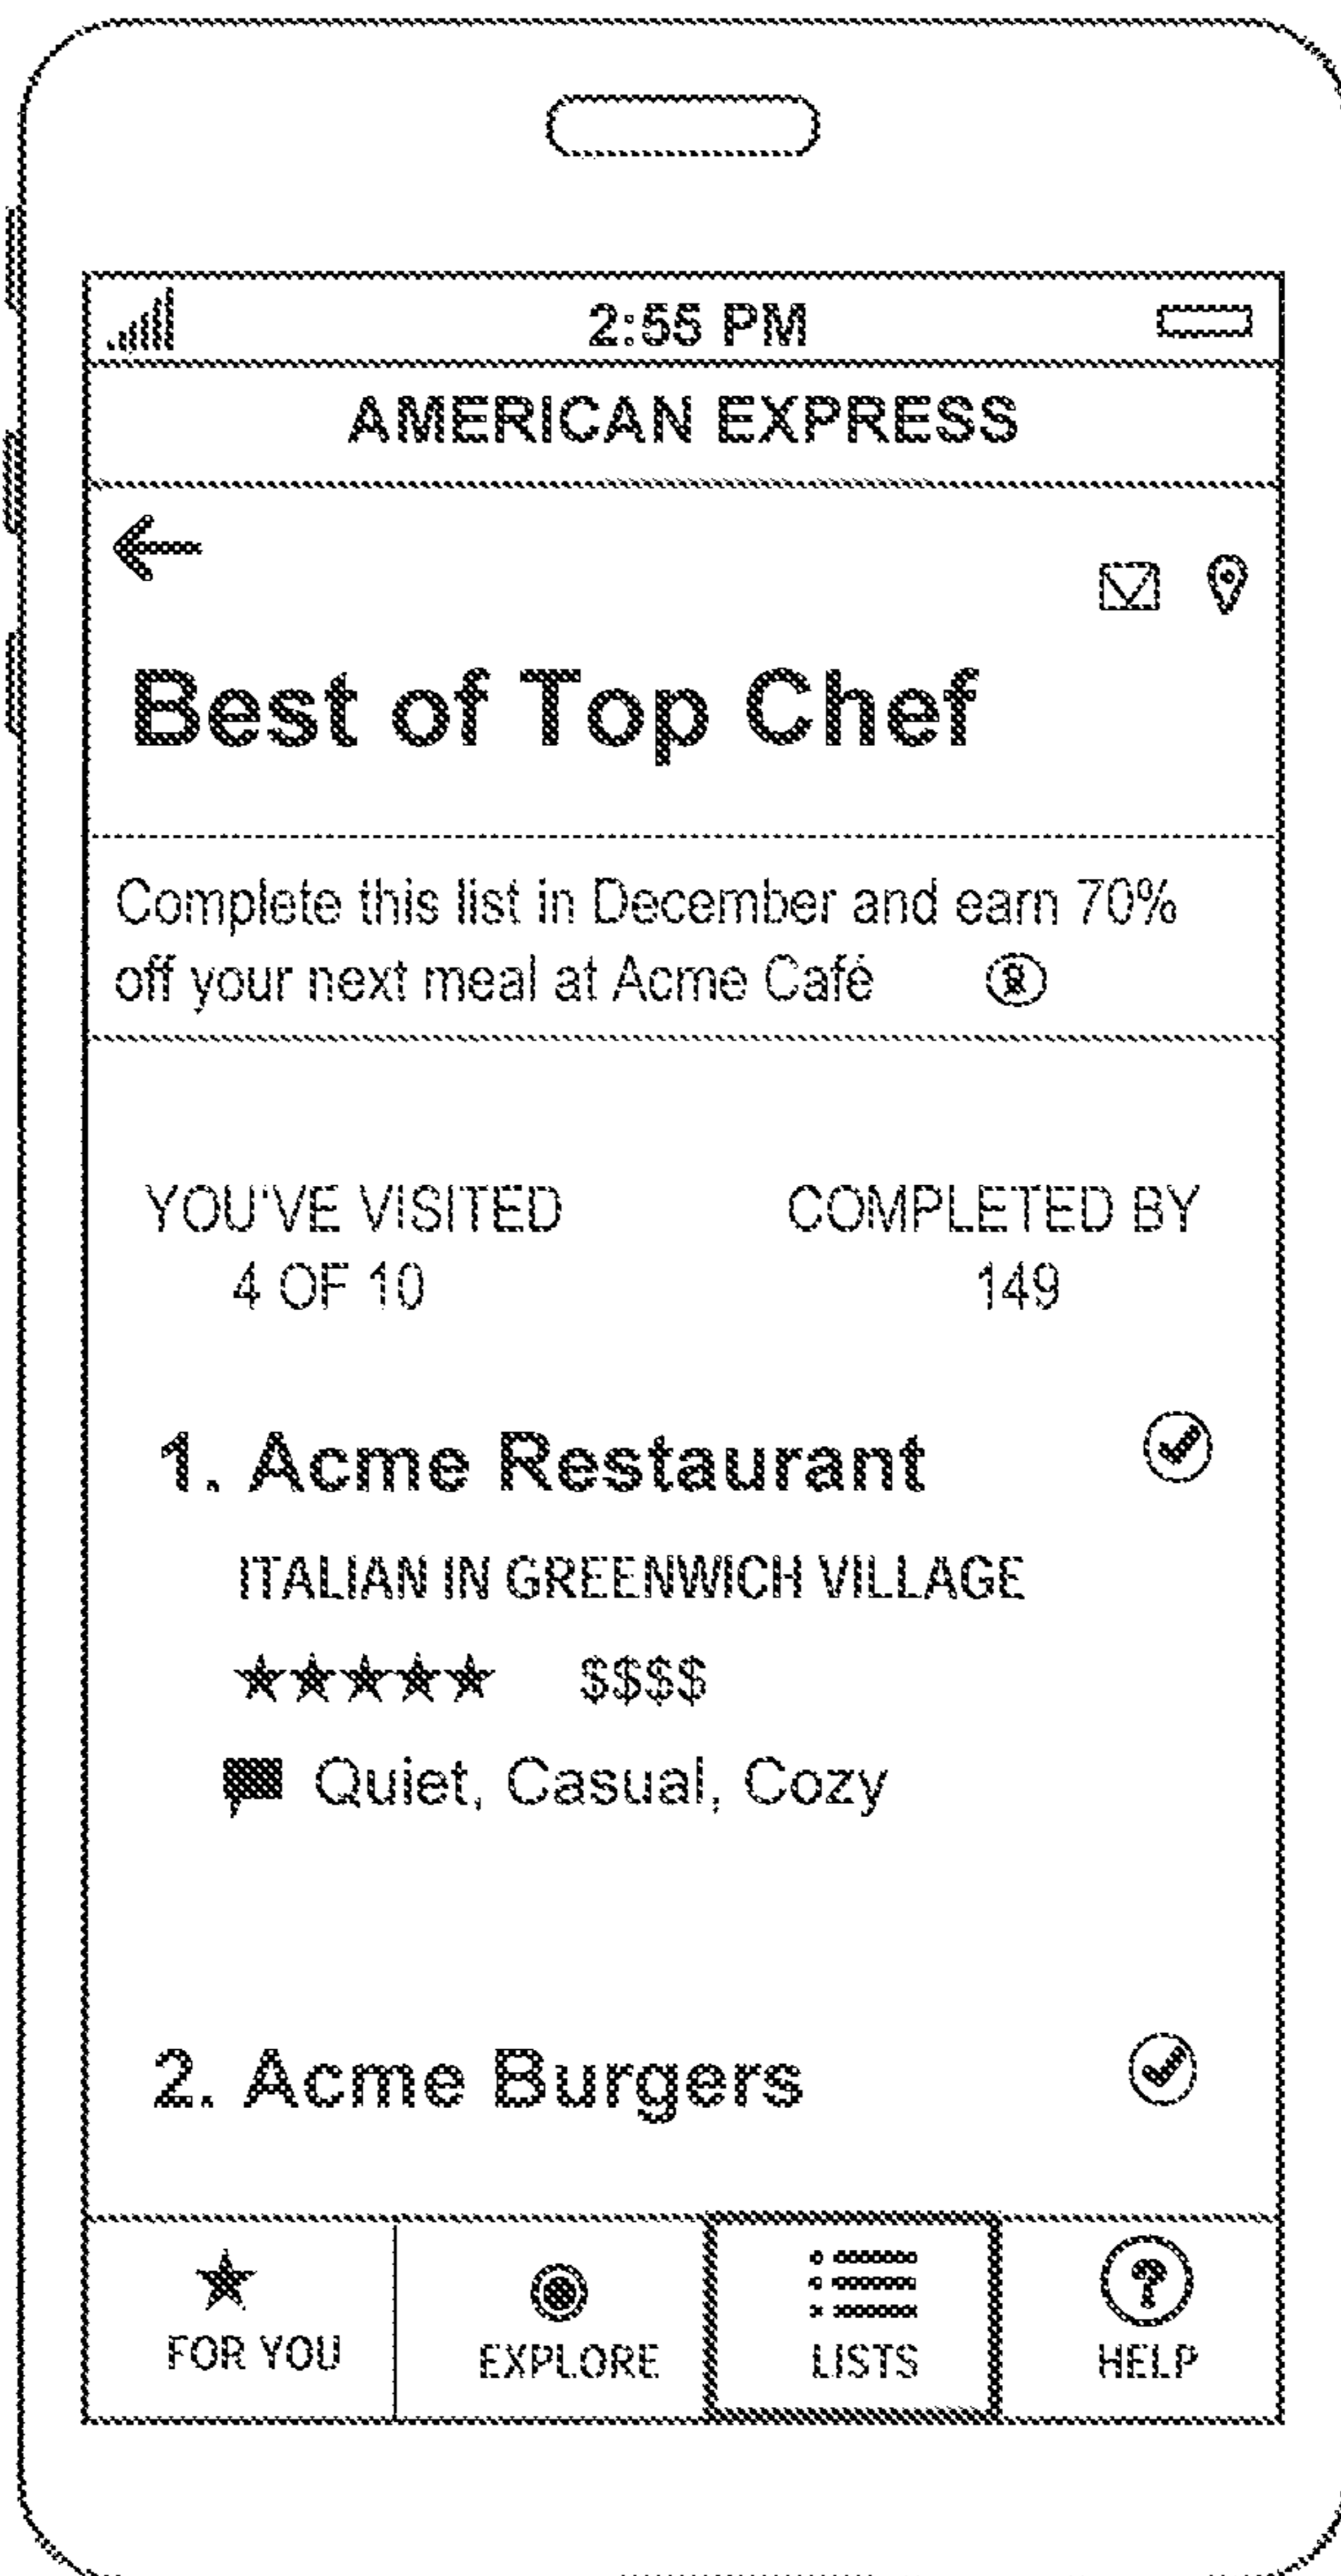 2:55 PM
AMERICAN EXPRESS
Best of Top Chef
Complete this list in December and earn 70%
off your next meal at Acme Café
YOU'VE VISITED
4 OF 10
COMPLETED BY
149
1. Acme Restaurant
ITALIAN IN GREENWICH VILLAGE
★★★★★ $$$$
Quiet, Casual, Cozy
2. Acme Burgers
FOR YOU
EXPLORE
LISTS
HELP